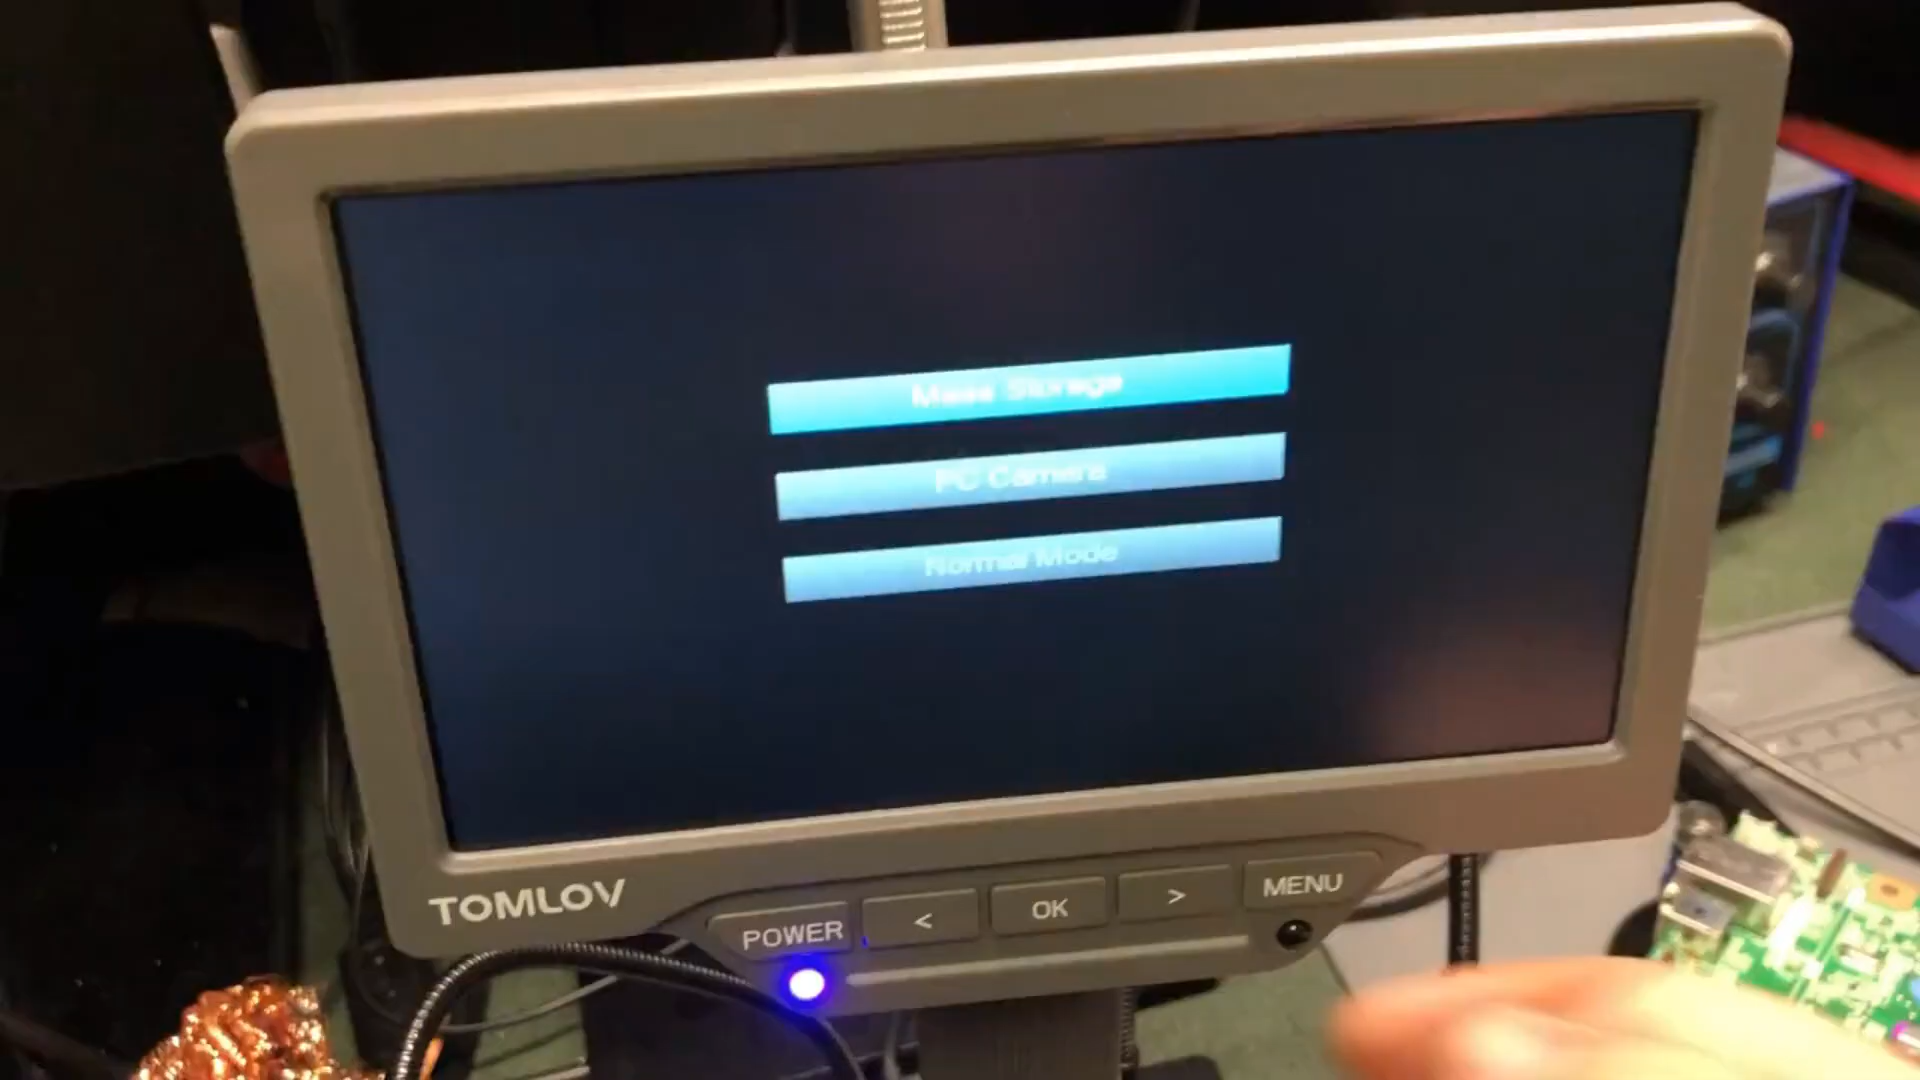 Mass Storage
PC Camera
Normal Mode
TOMLOV
POWER
<
OK
>
MENU